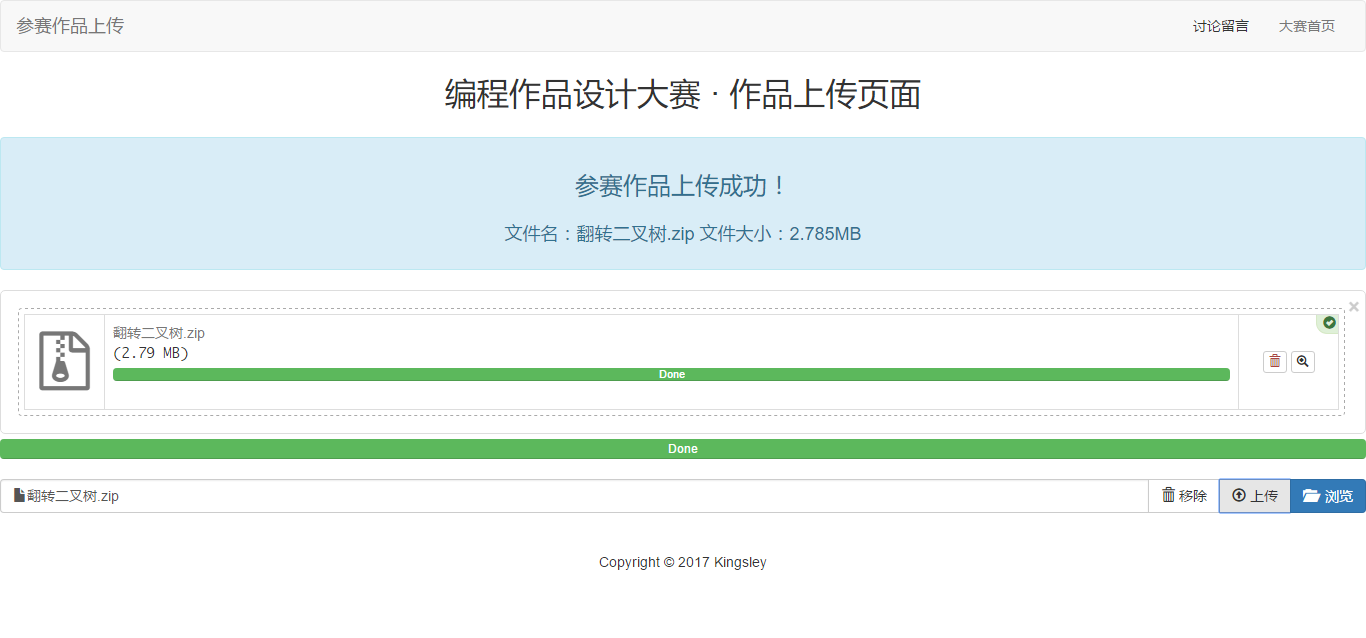 参赛作品上传 讨论留言 大赛首页
编程作品设计大赛 · 作品上传页面
参赛作品上传成功！
文件名：翻转二叉树.zip 文件大小：2.785MB
×
翻转二叉树.zip
(2.79 MB)
Done
Done
翻转二叉树.zip 移除 上传 浏览
Copyright © 2017 Kingsley